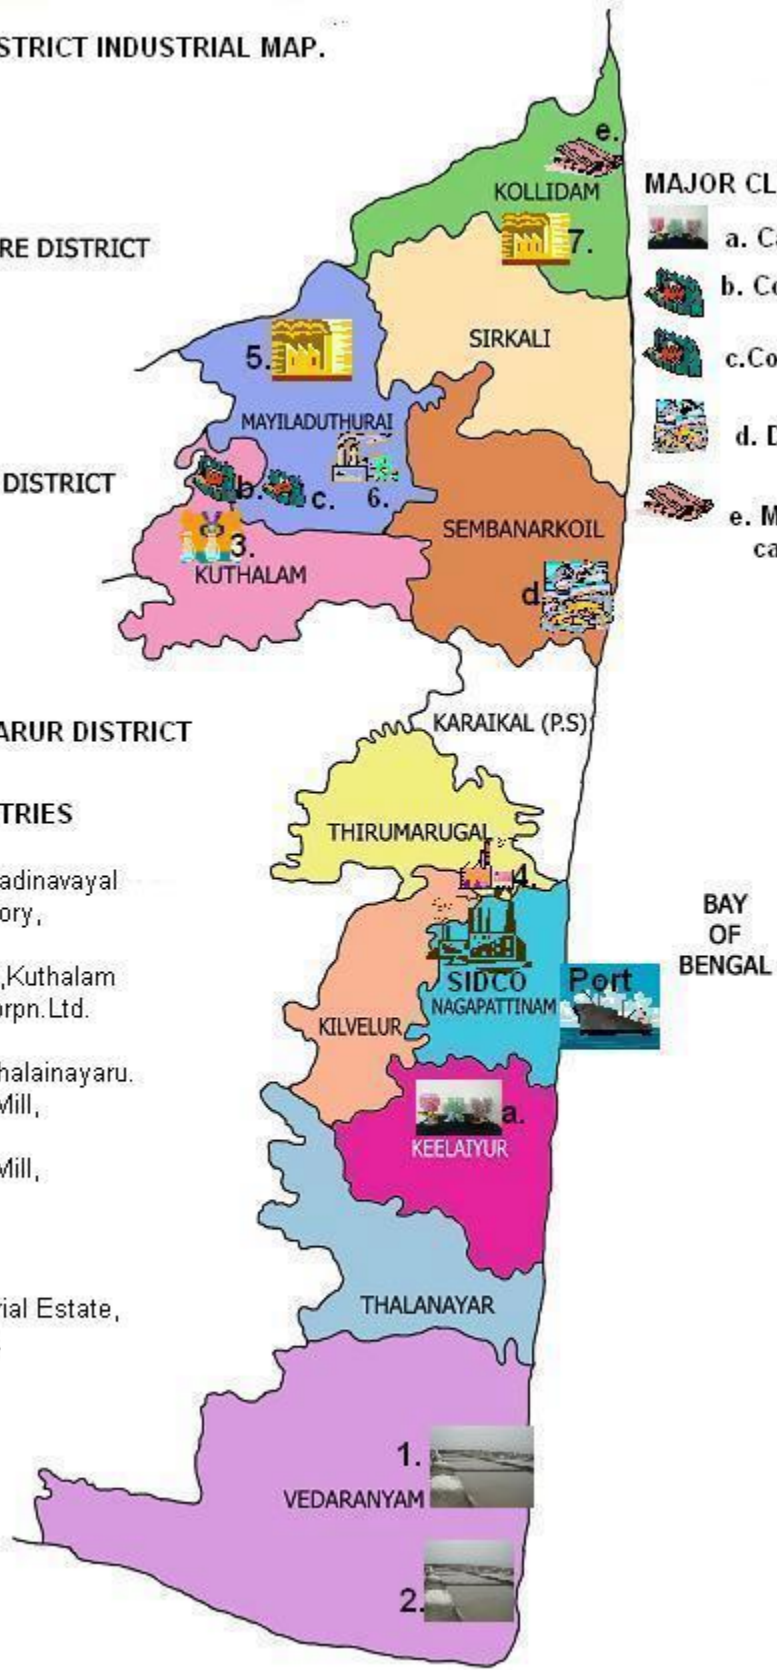 STRICT INDUSTRIAL MAP.
e.
KOLLIDAM
7.
MAJOR CL
a. Ca
b. Co
c.Co
d. D
e. M
ca
RE DISTRICT
SIRKALI
5.
MAYILADUTHURAI
b.
c.
6.
DISTRICT
3.
KUTHALAM
SEMBANARKOIL
d.
KARAIKAL (P.S)
ARUR DISTRICT
TRIES
THIRUMARUGAL
4.
adinavayal
ory,
,Kuthalam
orpn.Ltd.
halainayaru.
Mill,
Mill,
rial Estate,
BAY
OF
BENGAL
SIDCO
Port
NAGAPATTINAM
KILVELUR
a.
KEELAIYUR
THALANAYAR
1.
VEDARANYAM
2.